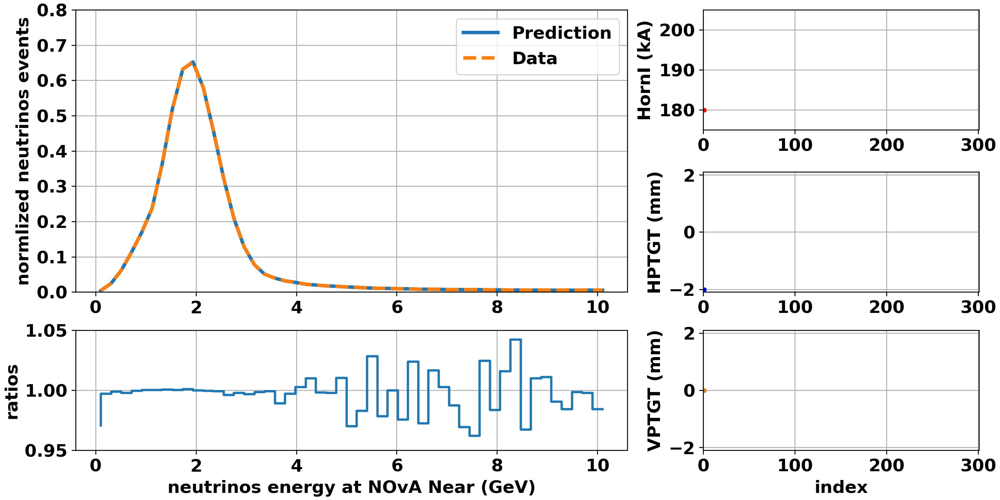 normlized neutrinos events
0.8
0.7
0.6
0.5
0.4
0.3
0.2
0.1
0.0
0 2 4 6 8 10
Prediction
Data
ratios
1.05
1.00
0.95
0 2 4 6 8 10
neutrinos energy at NOvA Near (GeV)
HornI (kA)
200
190
180
0 100 200 300
HPTGT (mm)
2
0
−2
0 100 200 300
VPTGT (mm)
2
0
−2
0 100 200 300
index